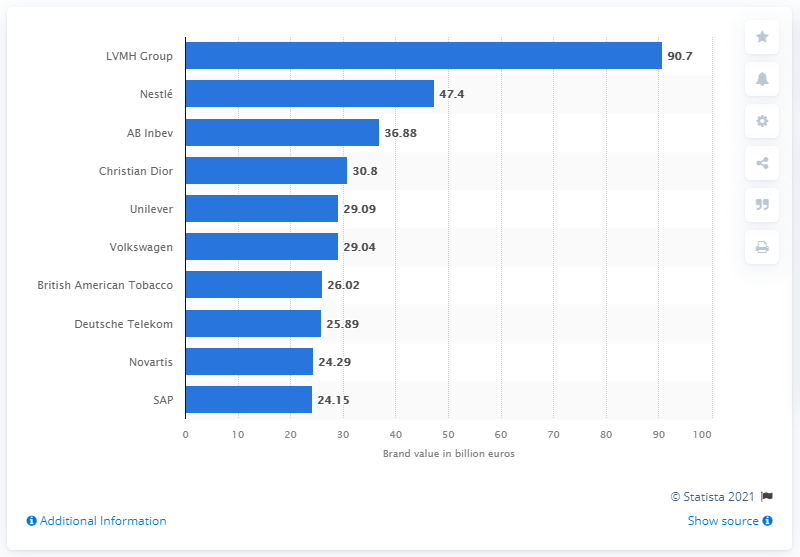 LVMH Group 90.7
Nestlé 47.4
AB Inbev 36.88
Christian Dior 30.8
Unilever 29.09
Volkswagen 29.04
British American Tobacco 26.02
Deutsche Telekom 25.89
Novartis 24.29
SAP 24.15
0 10 20 30 40 50 60 70 80 90 100
Brand value in billion euros
© Statista 2021
Additional Information Show source